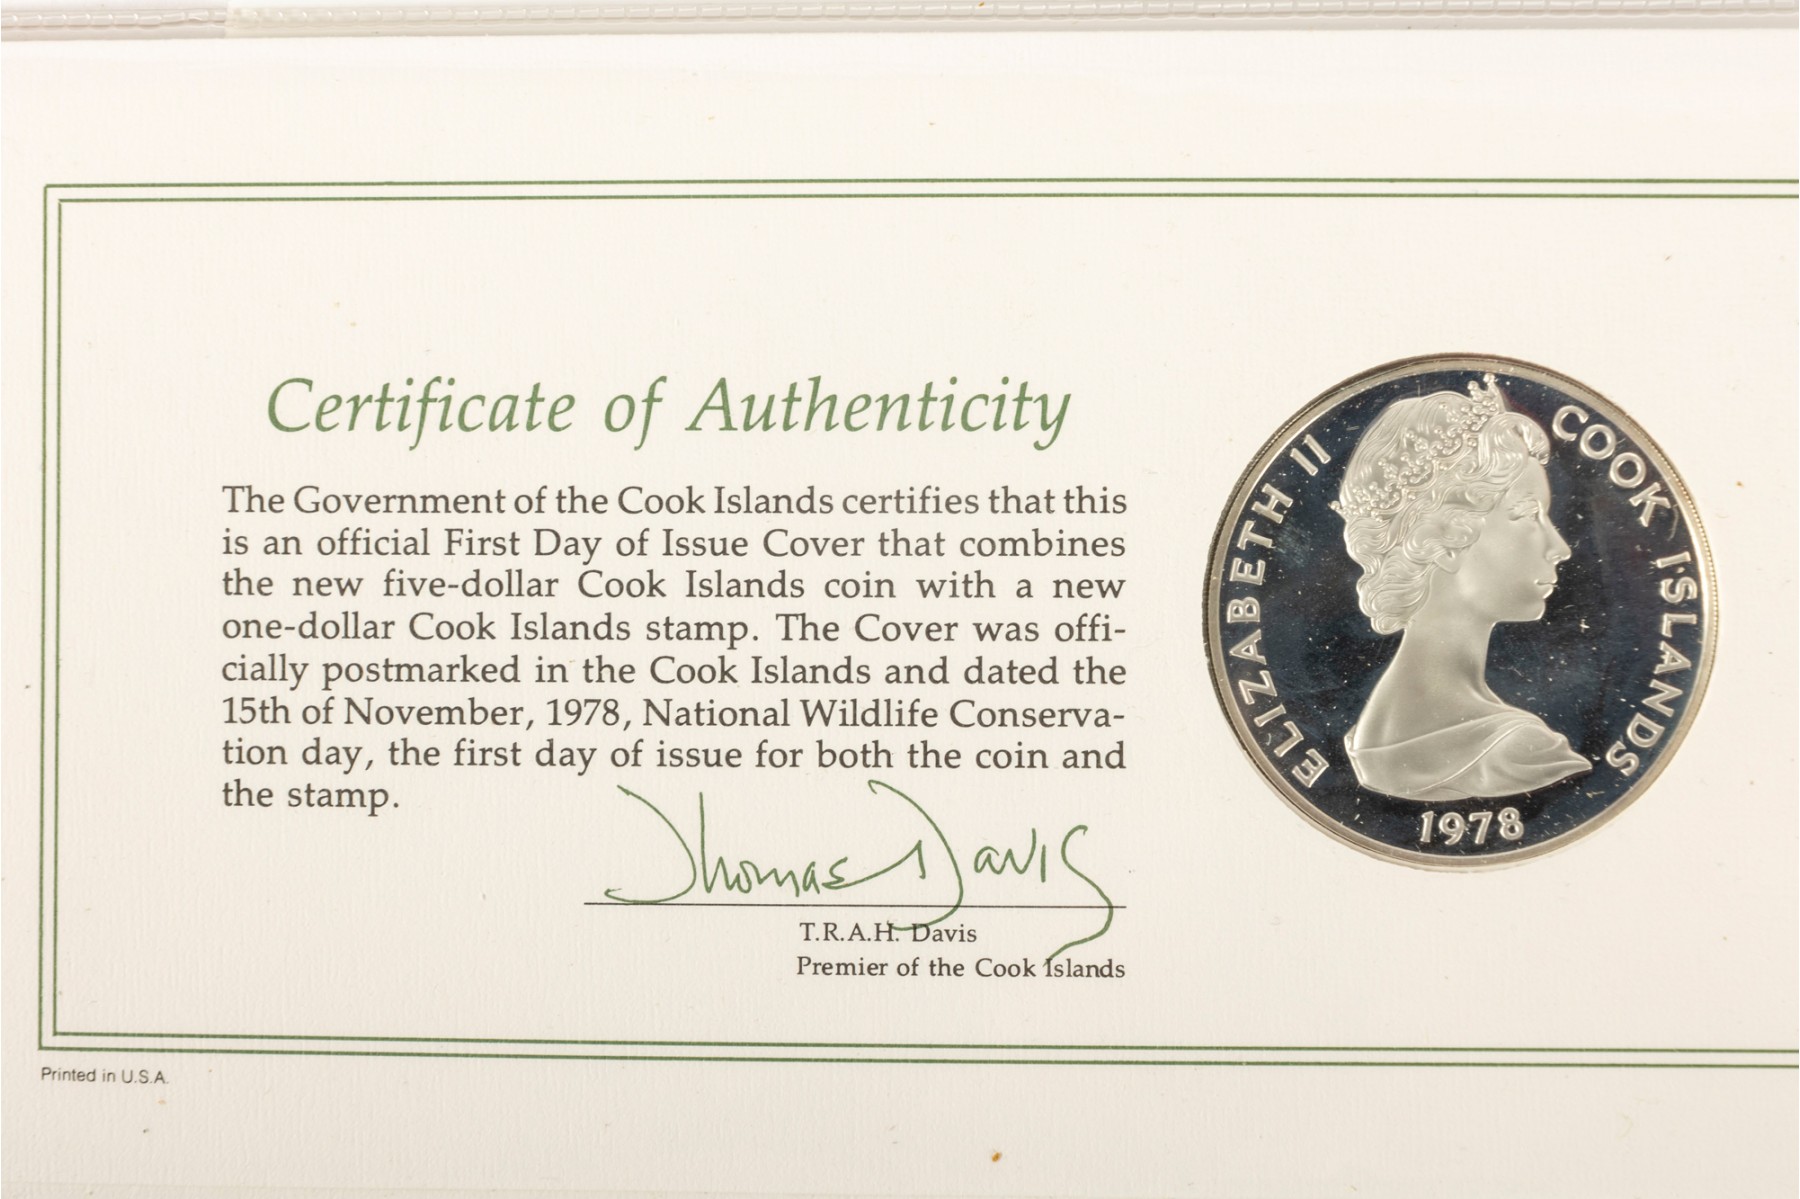 Certificate of Authenticity
The Government of the Cook Islands certifies that this
is an official First Day of Issue Cover that combines
the new five-dollar Cook Islands coin with a new
one-dollar Cook Islands stamp. The Cover was offi-
cially postmarked in the Cook Islands and dated the
15th of November, 1978, National Wildlife Conserva-
tion day, the first day of issue for both the coin and
the stamp.
Thomas Davis
T.R.A.H. Davis
Premier of the Cook Islands
Printed in U.S.A.
ELIZABETH II
COOK ISLANDS
1978